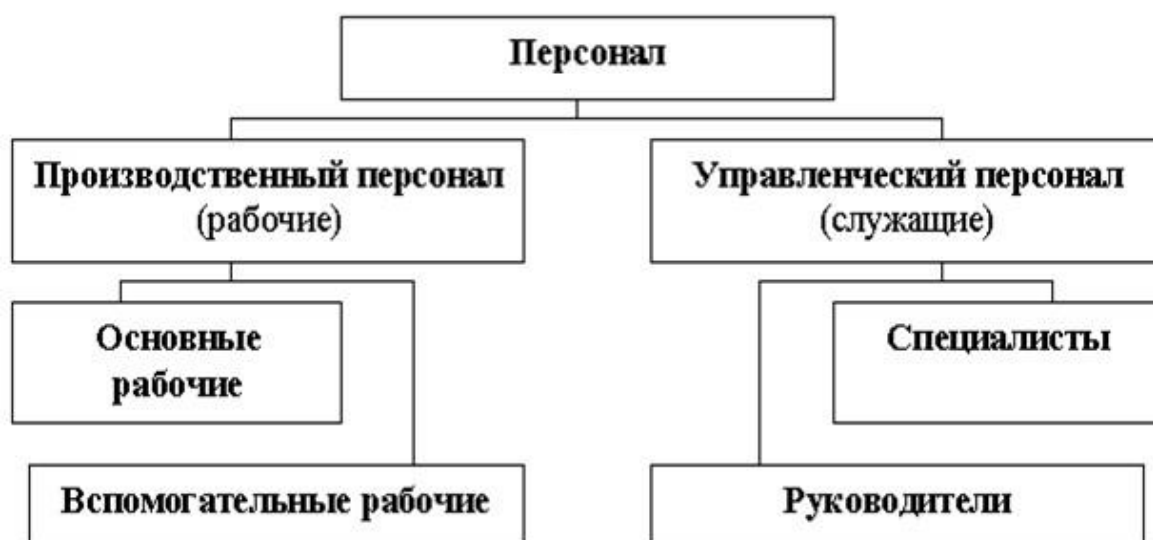 Персонал
Производственный персонал
(рабочие)
Управленческий персонал
(служащие)
Основные
рабочие
Специалисты
Вспомогательные рабочие
Руководители